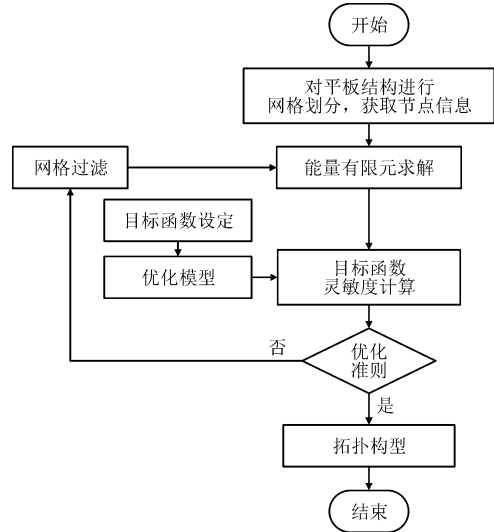 开始
对平板结构进行
网格划分，获取节点信息
网格过滤
能量有限元求解
目标函数设定
优化模型
目标函数
灵敏度计算
否
优化
准则
是
拓扑构型
结束